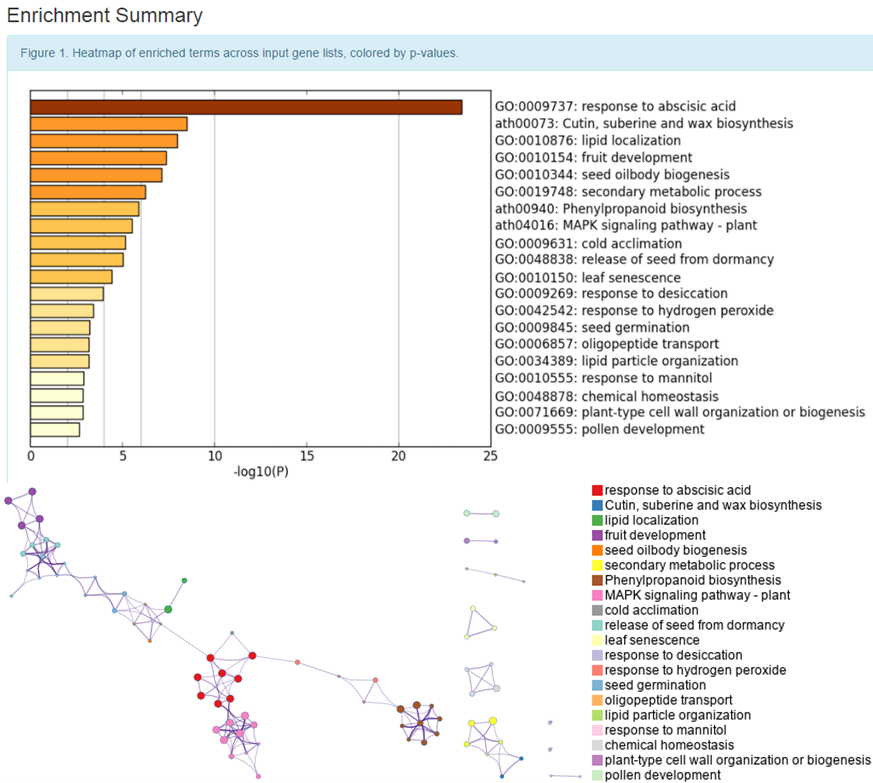 Enrichment Summary
Figure 1. Heatmap of enriched terms across input gene lists, colored by p-values.
GO:0009737: response to abscisic acid
ath00073: Cutin, suberine and wax biosynthesis
GO:0010876: lipid localization
GO:0010154: fruit development
GO:0010344: seed oilbody biogenesis
GO:0019748: secondary metabolic process
ath00940: Phenylpropanoid biosynthesis
ath04016: MAPK signaling pathway - plant
GO:0009631: cold acclimation
GO:0048838: release of seed from dormancy
GO:0010150: leaf senescence
GO:0009269: response to desiccation
GO:0042542: response to hydrogen peroxide
GO:0009845: seed germination
GO:0006857: oligopeptide transport
GO:0034389: lipid particle organization
GO:0010555: response to mannitol
GO:0048878: chemical homeostasis
GO:0071669: plant-type cell wall organization or biogenesis
GO:0009555: pollen development
0 5 10 15 20 25
-log10(P)
response to abscisic acid
Cutin, suberine and wax biosynthesis
lipid localization
fruit development
seed oilbody biogenesis
secondary metabolic process
Phenylpropanoid biosynthesis
MAPK signaling pathway - plant
cold acclimation
release of seed from dormancy
leaf senescence
response to desiccation
response to hydrogen peroxide
seed germination
oligopeptide transport
lipid particle organization
response to mannitol
chemical homeostasis
plant-type cell wall organization or biogenesis
pollen development